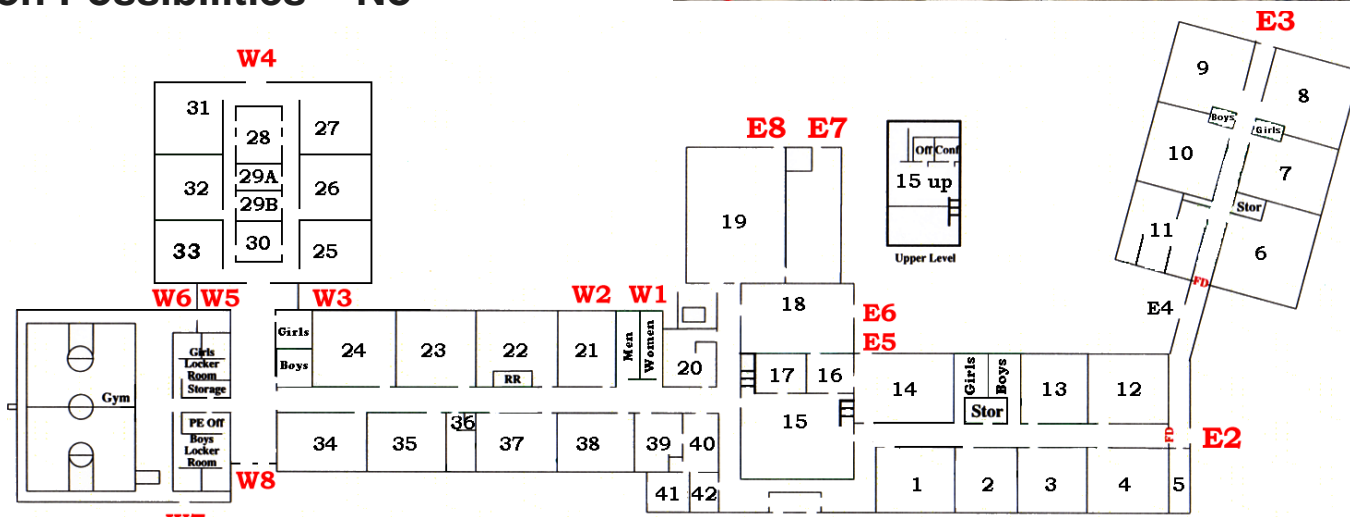 E3
W4
9
8
31
28
27
E8 E7
Boys
Girls
Off Conf
10
7
29A
15 up
32
26
29B
Stor
19
11
6
33
30
25
Upper Level
FD
W6 W5
W3
W2 W1
18
E6
E4
E5
Girls
Men
Women
24
23
22
21
Girls
Locker
Room
Boys
20
17
16
14
Girls
Boys
13
12
RR
Storage
Gym
Stor
36
PE Off
15
FD
E2
34
35
37
38
39
40
Boys
Locker
Room
W8
41
42
1
2
3
4
5